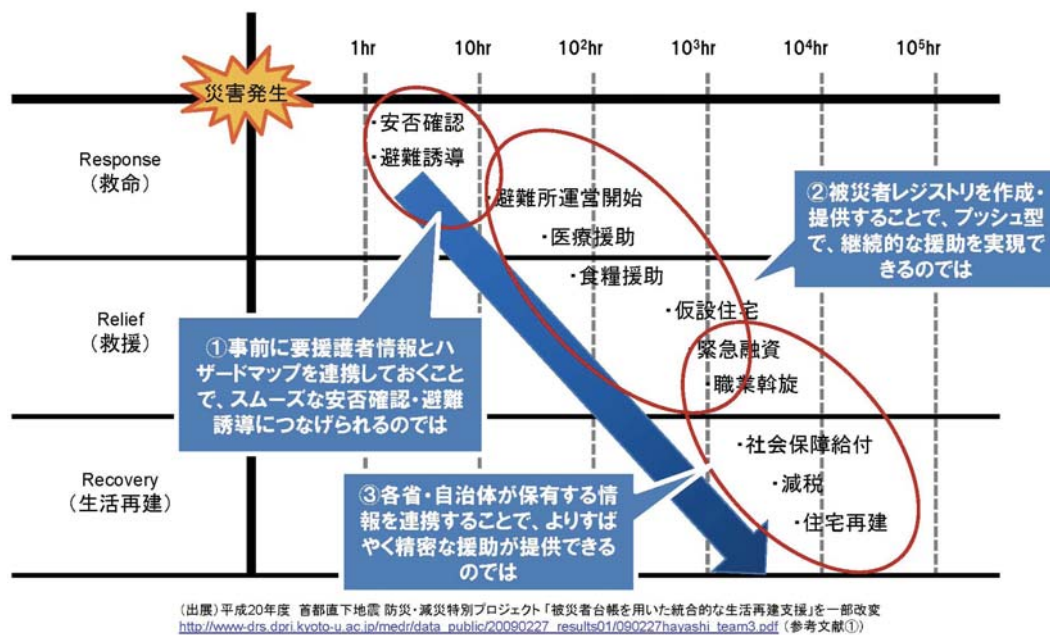 1hr 10hr 10²hr 10³hr 10⁴hr 10⁵hr
災害発生
Response
(救命)
・安否確認
・避難誘導
・避難所運営開始
・医療援助
②被災者レジストリを作成・
提供することで、プッシュ型
で、継続的な援助を実現で
きるのでは
Relief
(救援)
・食糧援助
・仮設住宅
・緊急融資
・職業斡旋
①事前に要援護者情報とハ
ザードマップを連携しておくこと
で、スムーズな安否確認・避難
誘導につなげられるのでは
Recovery
(生活再建)
・社会保障給付
・減税
・住宅再建
③各省・自治体が保有する情
報を連携することで、よりすば
やく精密な援助が提供できる
のでは
(出展)平成20年度 首都直下地震 防災・減災特別プロジェクト「被災者台帳を用いた統合的な生活再建支援」を一部改変
http://www-drs.dpri.kyoto-u.ac.jp/medr/data_public/20090227_results01/090227hayashi_team3.pdf (参考文献①)